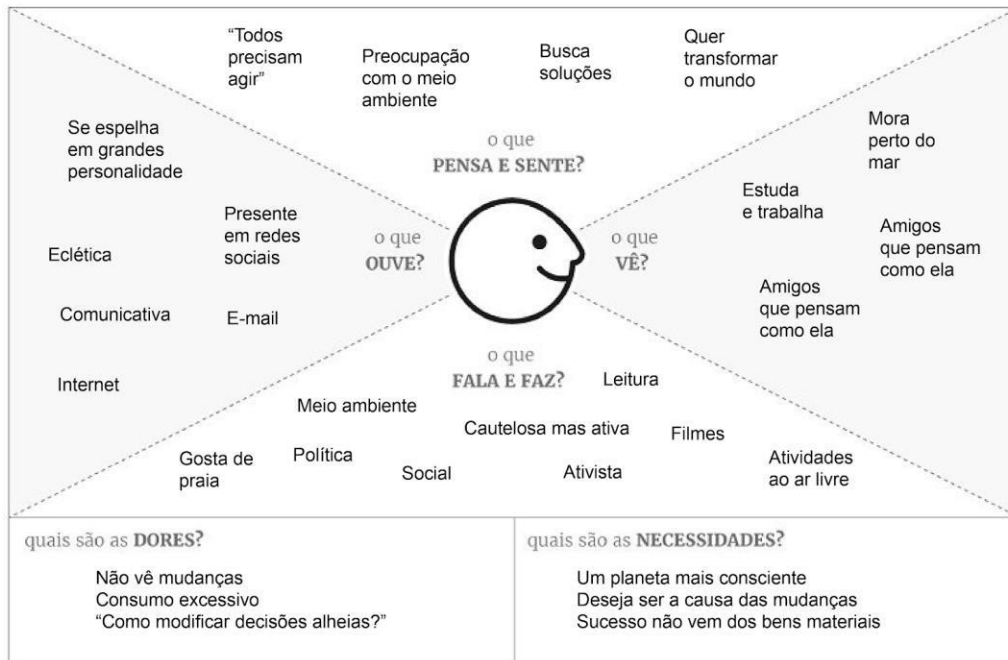 “Todos
precisam
agir”
Preocupação
com o meio
ambiente
Busca
soluções
Quer
transformar
o mundo
o que
PENSA E SENTE?
Se espelha
em grandes
personalidade
Presente
em redes
sociais
Eclética
Comunicativa
E-mail
Internet
o que
OUVE?
o que
VÊ?
Mora
perto do
mar
Estuda
e trabalha
Amigos
que pensam
como ela
Amigos
que pensam
como ela
o que
FALA E FAZ?
Leitura
Meio ambiente
Cautelosa mas ativa
Filmes
Gosta de
praia
Política
Social
Ativista
Atividades
ao ar livre
quais são as DORES?
Não vê mudanças
Consumo excessivo
“Como modificar decisões alheias?”
quais são as NECESSIDADES?
Um planeta mais consciente
Deseja ser a causa das mudanças
Sucesso não vem dos bens materiais